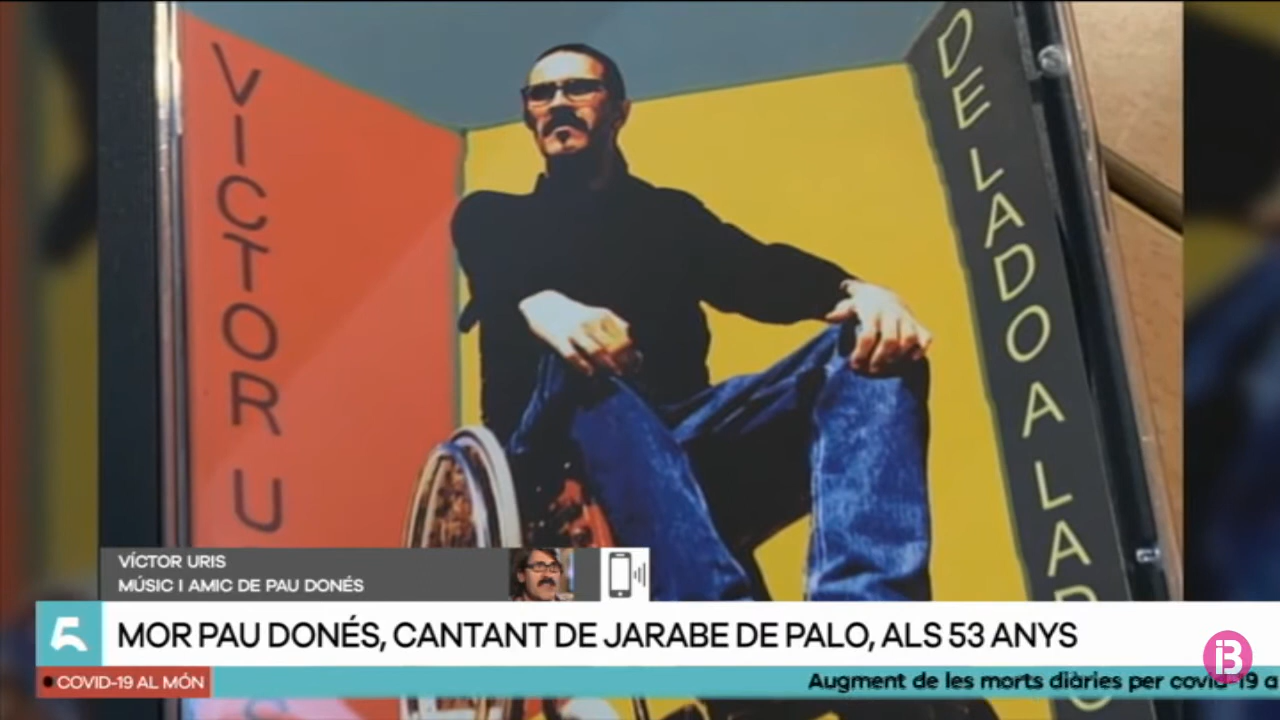 VICTOR U S
DE LADO A LADO
VÍCTOR URIS
MÚSIC I AMIC DE PAU DONÉS
5
MOR PAU DONÉS, CANTANT DE JARABE DE PALO, ALS 53 ANYS
COVID-19 AL MÓN
Augment de les morts diàries per covid-19 a
iB3